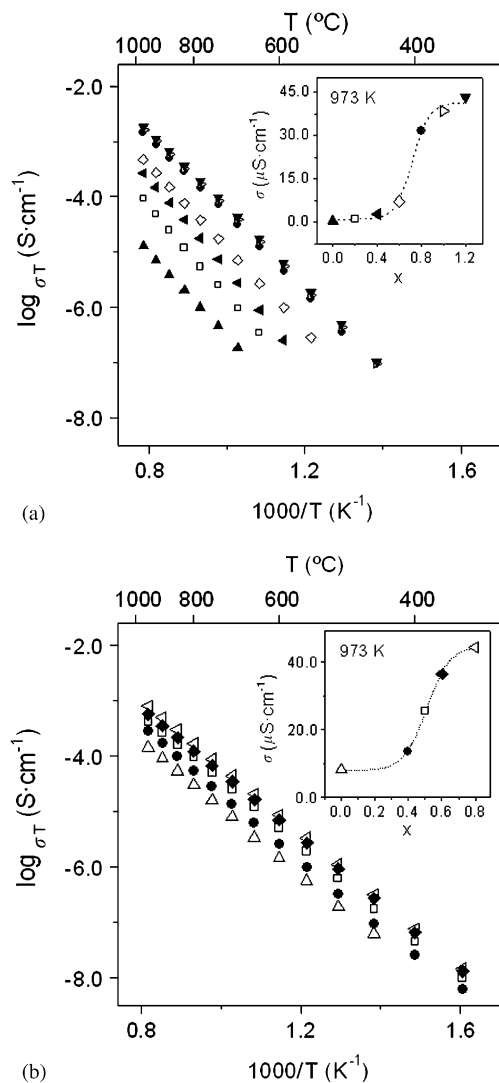 T (ºC)
1000 800 600 400
-2.0
-4.0
-6.0
-8.0
log σT (S·cm⁻¹)
973 K
σ (μS·cm⁻¹)
45.0
30.0
15.0
0.0
0.0 0.4 0.8 1.2
X
0.8 1.2 1.6
1000/T (K⁻¹)
(a)
T (ºC)
1000 800 600 400
-2.0
-4.0
-6.0
-8.0
log σT (S·cm⁻¹)
973 K
σ (μS·cm⁻¹)
40.0
20.0
0.0
0.0 0.2 0.4 0.6 0.8
X
0.8 1.2 1.6
1000/T (K⁻¹)
(b)